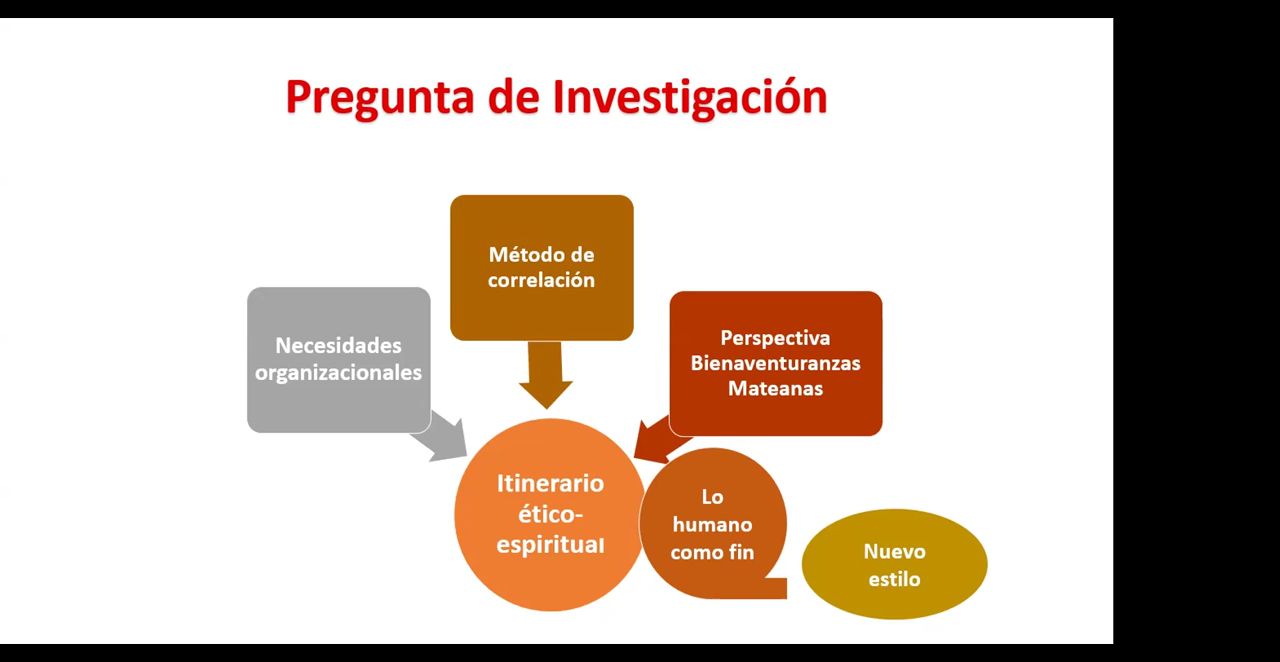 Pregunta de Investigación
Método de
correlación
Necesidades
organizacionales
Perspectiva
Bienaventuranzas
Mateanas
Itinerario
ético-
espiritual
Lo
humano
como fin
Nuevo
estilo